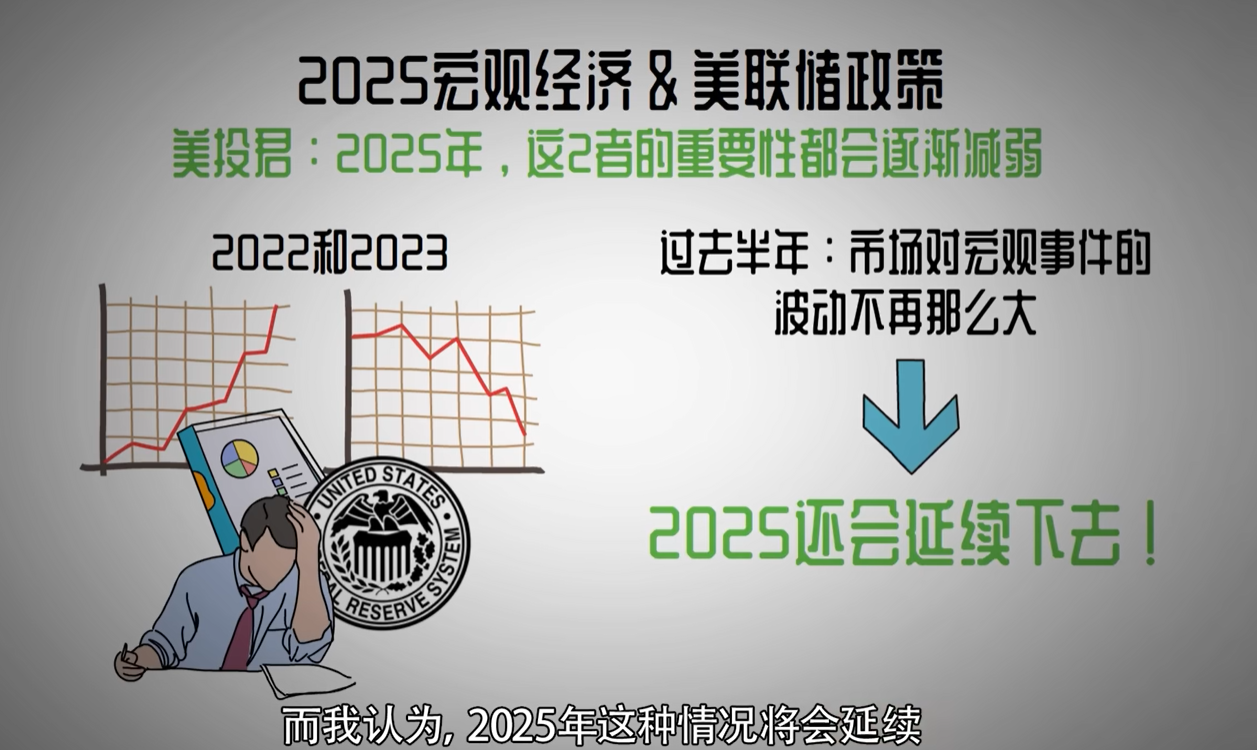 2025宏观经济 & 美联储政策
美投君：2025年，这2者的重要性都会逐渐减弱
2022和2023
过去半年：市场对宏观事件的
波动不再那么大
2025还会延续下去！
UNITED STATES
RAL RESERVE SYSTEM
而我认为, 2025年这种情况将会延续